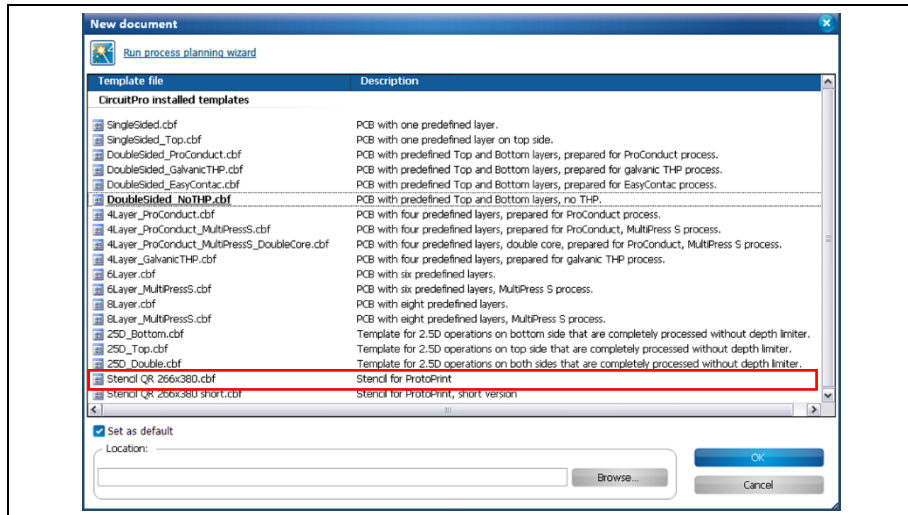 New document
Run process planning wizard
Template file Description
CircuitPro installed templates
SingleSided.cbf PCB with one predefined layer.
SingleSided_Top.cbf PCB with one predefined layer on top side.
DoubleSided_ProConduct.cbf PCB with predefined Top and Bottom layers, prepared for ProConduct process.
DoubleSided_GalvanicTHP.cbf PCB with predefined Top and Bottom layers, prepared for galvanic THP process.
DoubleSided_EasyContac.cbf PCB with predefined Top and Bottom layers, prepared for EasyContac process.
DoubleSided_NoTHP.cbf PCB with predefined Top and Bottom layers, no THP.
4Layer_ProConduct.cbf PCB with four predefined layers, prepared for ProConduct process.
4Layer_ProConduct_MultiPressS.cbf PCB with four predefined layers, prepared for ProConduct, MultiPress S process.
4Layer_ProConduct_MultiPressS_DoubleCore.cbf PCB with four predefined layers, double core, prepared for ProConduct, MultiPress S process.
4Layer_GalvanicTHP.cbf PCB with four predefined layers, prepared for galvanic THP process.
6Layer.cbf PCB with six predefined layers.
6Layer_MultiPressS.cbf PCB with six predefined layers, MultiPress S process.
8Layer.cbf PCB with eight predefined layers.
8Layer_MultiPressS.cbf PCB with eight predefined layers, MultiPress S process.
25D_Bottom.cbf Template for 2.5D operations on bottom side that are completely processed without depth limiter.
25D_Top.cbf Template for 2.5D operations on top side that are completely processed without depth limiter.
25D_Double.cbf Template for 2.5D operations on both sides that are completely processed without depth limiter.
Stencil QR 266x380.cbf Stencil for ProtoPrint
Stencil QR 266x380 short.cbf Stencil for ProtoPrint, short version
Set as default
Location:
OK
Browse...
Cancel